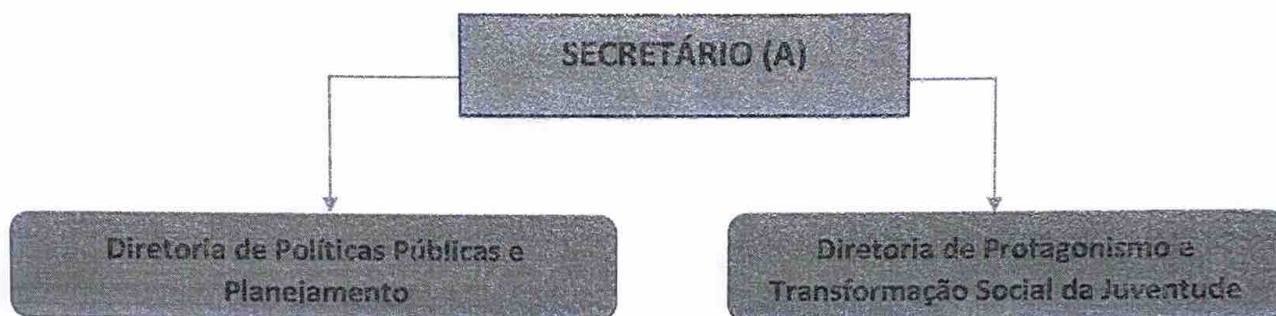 SECRETÁRIO (A)
Diretoria de Políticas Públicas e
Planejamento
Diretoria de Protagonismo e
Transformação Social da Juventude